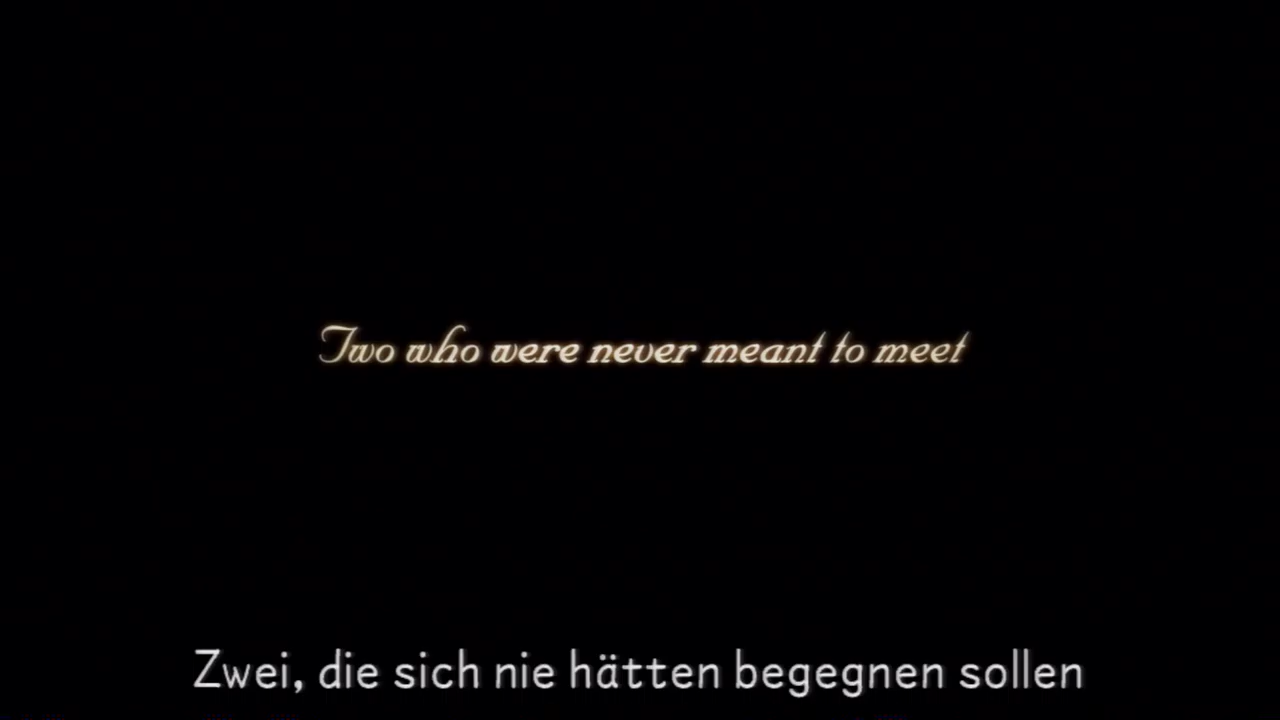 Two who were never meant to meet
Zwei, die sich nie hätten begegnen sollen